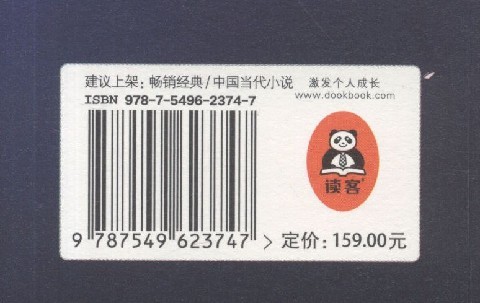 建议上架：畅销经典/中国当代小说 激发个人成长
ISBN 978-7-5496-2374-7 www.dookbook.com
读客
9 787549 623747 > 定价：159.00元